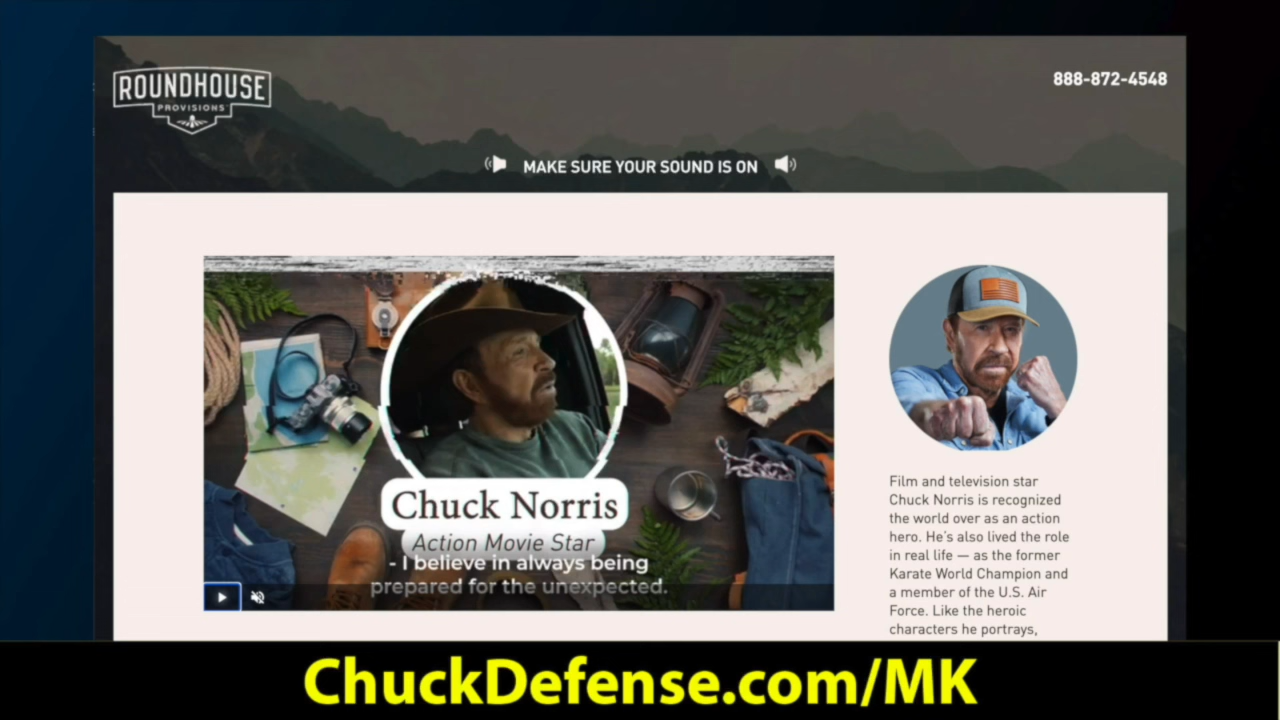 ROUNDHOUSE
PROVISIONS
888-872-4548
MAKE SURE YOUR SOUND IS ON
Chuck Norris
Action Movie Star
- I believe in always being
prepared for the unexpected.
Film and television star
Chuck Norris is recognized
the world over as an action
hero. He's also lived the role
in real life — as the former
Karate World Champion and
a member of the U.S. Air
Force. Like the heroic
characters he portrays,
ChuckDefense.com/MK